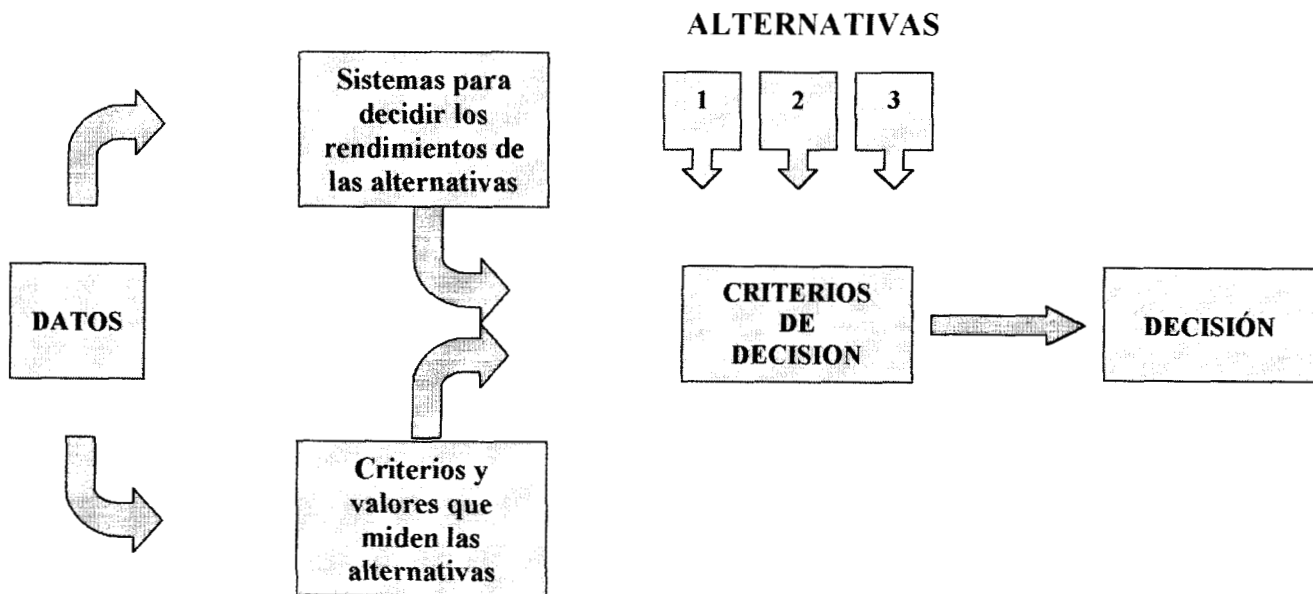 ALTERNATIVAS
Sistemas para
decidir los
rendimientos de
las alternativas
1 2 3
DATOS
CRITERIOS
DE
DECISION
DECISIÓN
Criterios y
valores que
miden las
alternativas